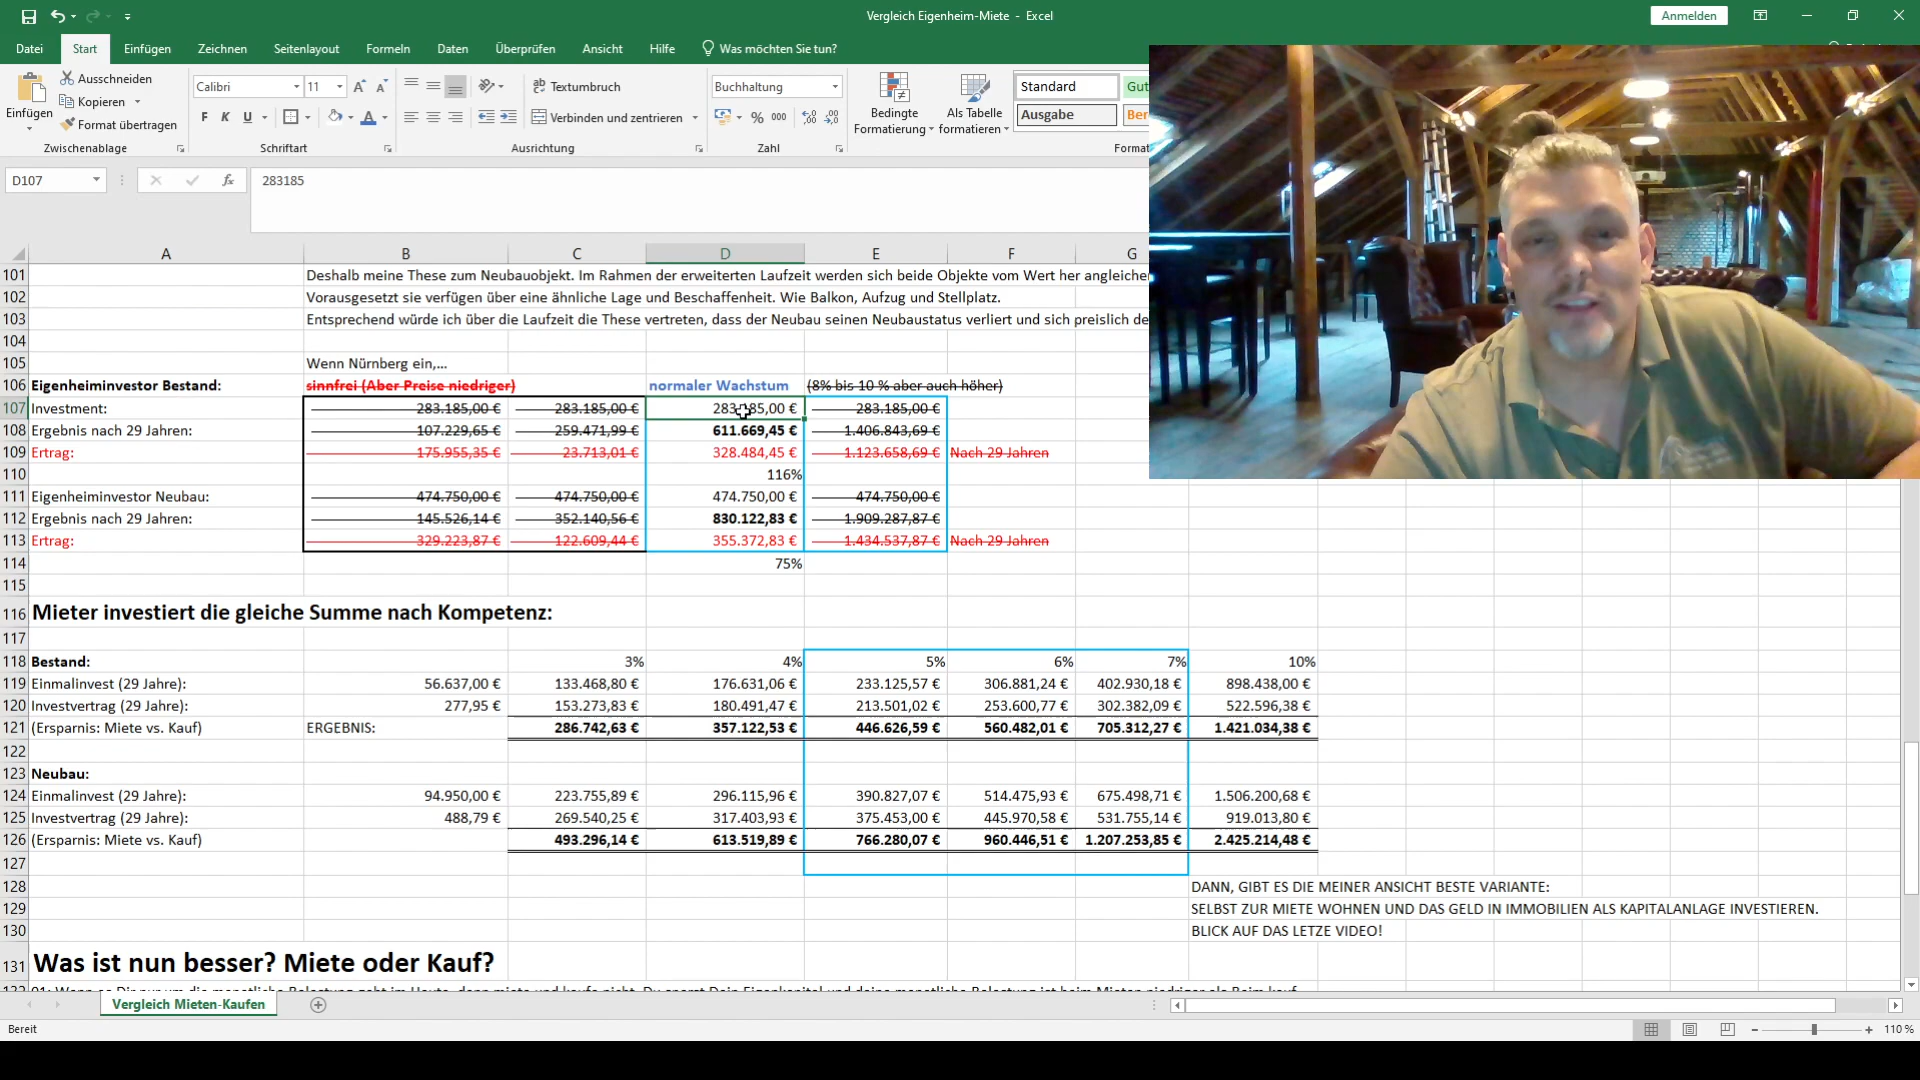 Vergleich Eigenheim-Miete - Excel
Anmelden
Datei Start Einfügen Zeichnen Seitenlayout Formeln Daten Überprüfen Ansicht Hilfe Was möchten Sie tun?
Einfügen
Ausschneiden
Kopieren
Format übertragen
Zwischenablage
Calibri 11
F K U
Schriftart
Textumbruch
Verbinden und zentrieren
Ausrichtung
Buchhaltung
% 000
Zahl
Bedingte Formatierung
Als Tabelle formatieren
Standard Gut
Ausgabe Ber
Format
D107 fx 283185
A B C D E F G
101 Deshalb meine These zum Neubauobjekt. Im Rahmen der erweiterten Laufzeit werden sich beide Objekte vom Wert her angleichen
102 Vorausgesetzt sie verfügen über eine ähnliche Lage und Beschaffenheit. Wie Balkon, Aufzug und Stellplatz.
103 Entsprechend würde ich über die Laufzeit die These vertreten, dass der Neubau seinen Neubaustatus verliert und sich preislich de
104
105 Wenn Nürnberg ein,...
106 Eigenheiminvestor Bestand: sinnfrei (Aber Preise niedriger) normaler Wachstum (8% bis 10 % aber auch höher)
107 Investment: 283.185,00 € 283.185,00 € 283.185,00 € 283.185,00 €
108 Ergebnis nach 29 Jahren: 107.229,65 € 259.471,99 € 611.669,45 € 1.406.843,69 €
109 Ertrag: 175.955,35 € 23.713,01 € 328.484,45 € 1.123.658,69 € Nach 29 Jahren
110 116%
111 Eigenheiminvestor Neubau: 474.750,00 € 474.750,00 € 474.750,00 € 474.750,00 €
112 Ergebnis nach 29 Jahren: 145.526,14 € 352.140,56 € 830.122,83 € 1.909.287,87 €
113 Ertrag: 329.223,87 € 122.609,44 € 355.372,83 € 1.434.537,87 € Nach 29 Jahren
114 75%
115
116 Mieter investiert die gleiche Summe nach Kompetenz:
117
118 Bestand: 3% 4% 5% 6% 7% 10%
119 Einmalinvest (29 Jahre): 56.637,00 € 133.468,80 € 176.631,06 € 233.125,57 € 306.881,24 € 402.930,18 € 898.438,00 €
120 Investvertrag (29 Jahre): 277,95 € 153.273,83 € 180.491,47 € 213.501,02 € 253.600,77 € 302.382,09 € 522.596,38 €
121 (Ersparnis: Miete vs. Kauf) ERGEBNIS: 286.742,63 € 357.122,53 € 446.626,59 € 560.482,01 € 705.312,27 € 1.421.034,38 €
122
123 Neubau:
124 Einmalinvest (29 Jahre): 94.950,00 € 223.755,89 € 296.115,96 € 390.827,07 € 514.475,93 € 675.498,71 € 1.506.200,68 €
125 Investvertrag (29 Jahre): 488,79 € 269.540,25 € 317.403,93 € 375.453,00 € 445.970,58 € 531.755,14 € 919.013,80 €
126 (Ersparnis: Miete vs. Kauf) 493.296,14 € 613.519,89 € 766.280,07 € 960.446,51 € 1.207.253,85 € 2.425.214,48 €
127
128 DANN, GIBT ES DIE MEINER ANSICHT BESTE VARIANTE:
129 SELBST ZUR MIETE WOHNEN UND DAS GELD IN IMMOBILIEN ALS KAPITALANLAGE INVESTIEREN.
130 BLICK AUF DAS LETZE VIDEO!
131 Was ist nun besser? Miete oder Kauf?
Vergleich Mieten-Kaufen
Bereit
110 %